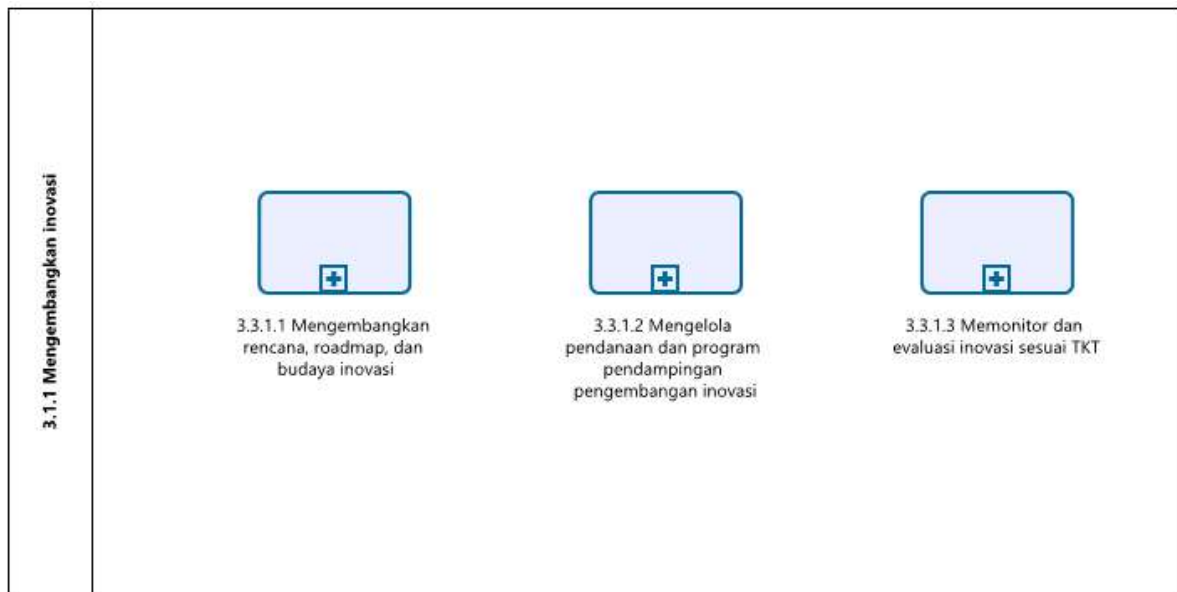 3.1.1 Mengembangkan inovasi
3.3.1.1 Mengembangkan
rencana, roadmap, dan
budaya inovasi
3.3.1.2 Mengelola
pendanaan dan program
pendampingan
pengembangan inovasi
3.3.1.3 Memonitor dan
evaluasi inovasi sesuai TKT